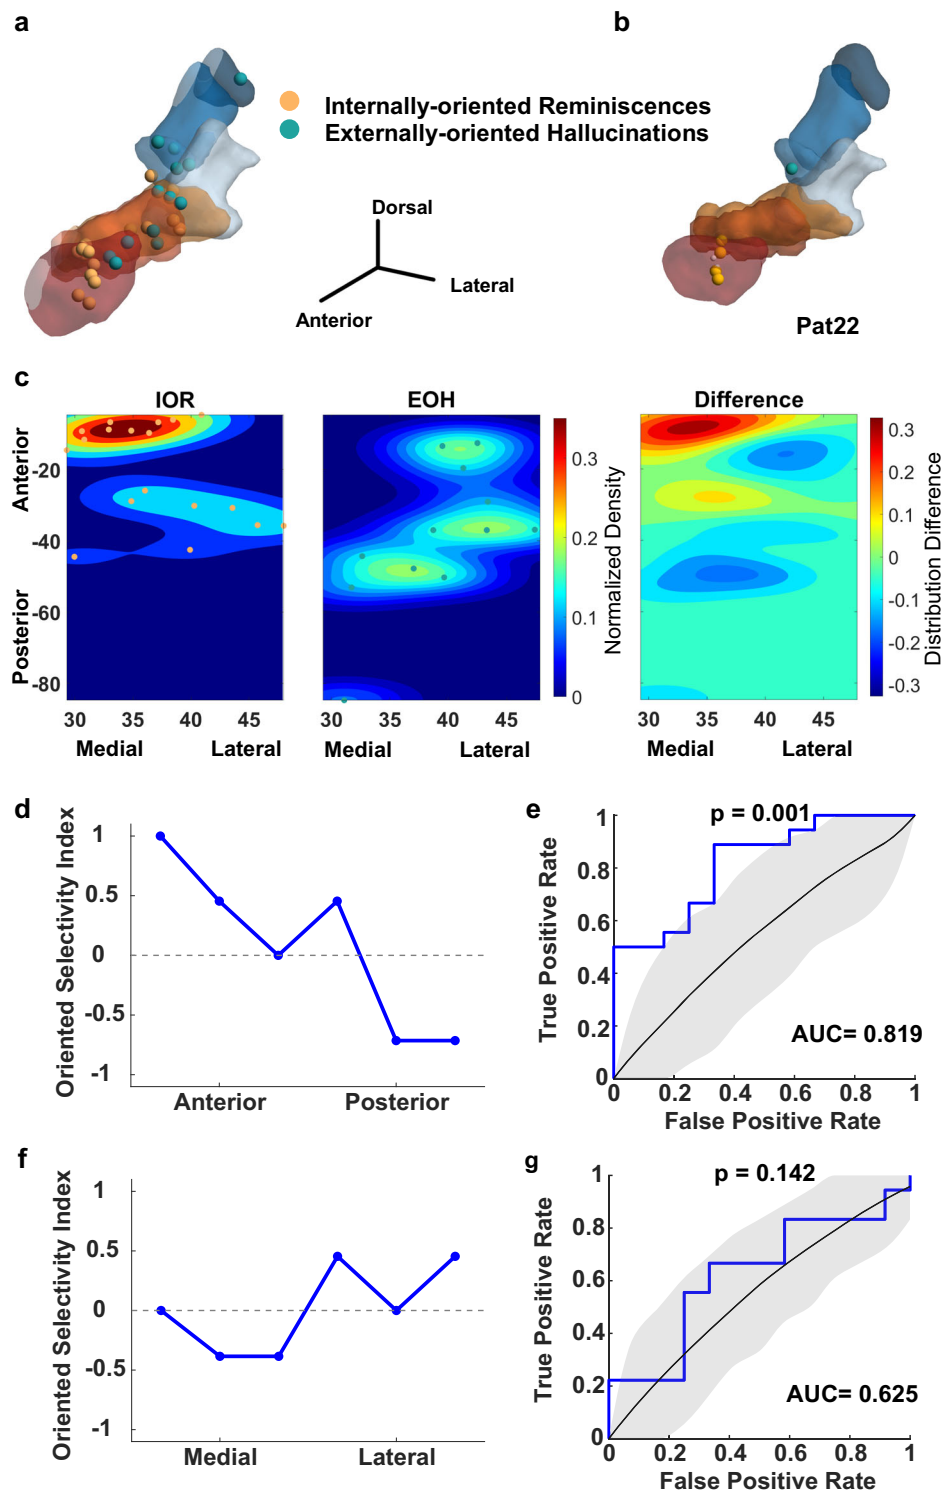 a
b
Internally-oriented Reminiscences
Externally-oriented Hallucinations
Dorsal
Lateral
Anterior
Pat22
c
IOR
EOH
Difference
Anterior
Posterior
-20
-40
-60
-80
30
35
40
45
Medial
Lateral
30
35
40
45
Medial
Lateral
0.3
0.2
0.1
0
Normalized Density
30
35
45
Medial
Lateral
0.3
0.2
0.1
0
-0.1
-0.2
-0.3
Distribution Difference
d
Oriented Selectivity Index
1
0.5
0
-0.5
-1
Anterior
Posterior
e
p = 0.001
True Positive Rate
1
0.8
0.6
0.4
0.2
0
AUC= 0.819
0
0.2
0.4
0.6
0.8
1
False Positive Rate
f
Oriented Selectivity Index
1
0.5
0
-0.5
-1
Medial
Lateral
g
p = 0.142
True Positive Rate
1
0.8
0.6
0.4
0.2
0
AUC= 0.625
0
0.2
0.4
0.6
0.8
1
False Positive Rate